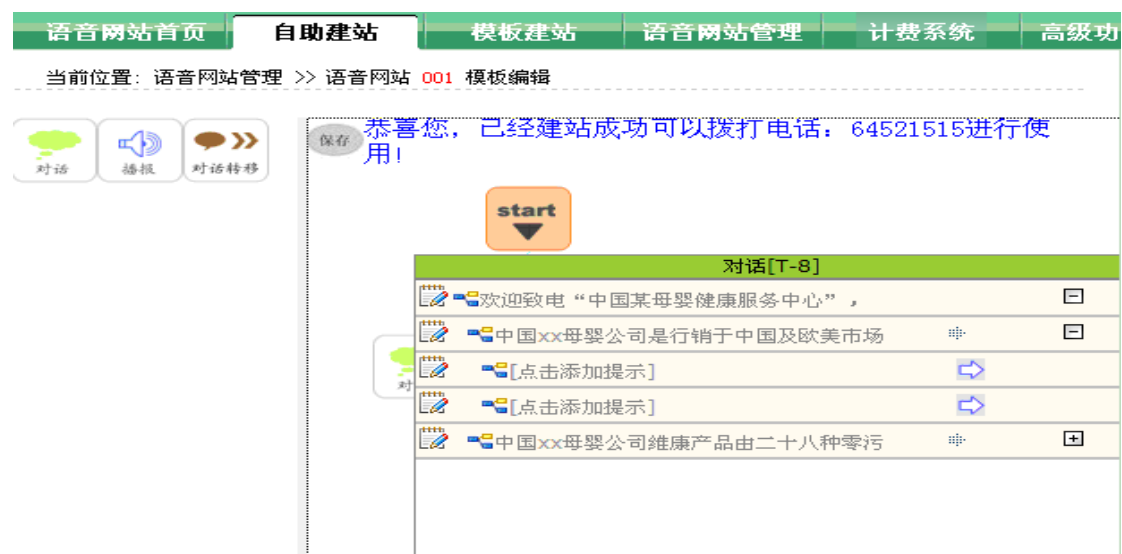 语音网站首页 自助建站 模板建站 语音网站管理 计费系统 高级功
当前位置: 语音网站管理 >> 语音网站 001 模板编辑
对话 播报 对话转移
保存 恭喜您, 已经建站成功可以拨打电话: 64521515进行使
用!
start
对话[T-8]
欢迎致电“中国某母婴健康服务中心”,
中国xx母婴公司是行销于中国及欧美市场
[点击添加提示]
对
[点击添加提示]
中国xx母婴公司维康产品由二十八种零污